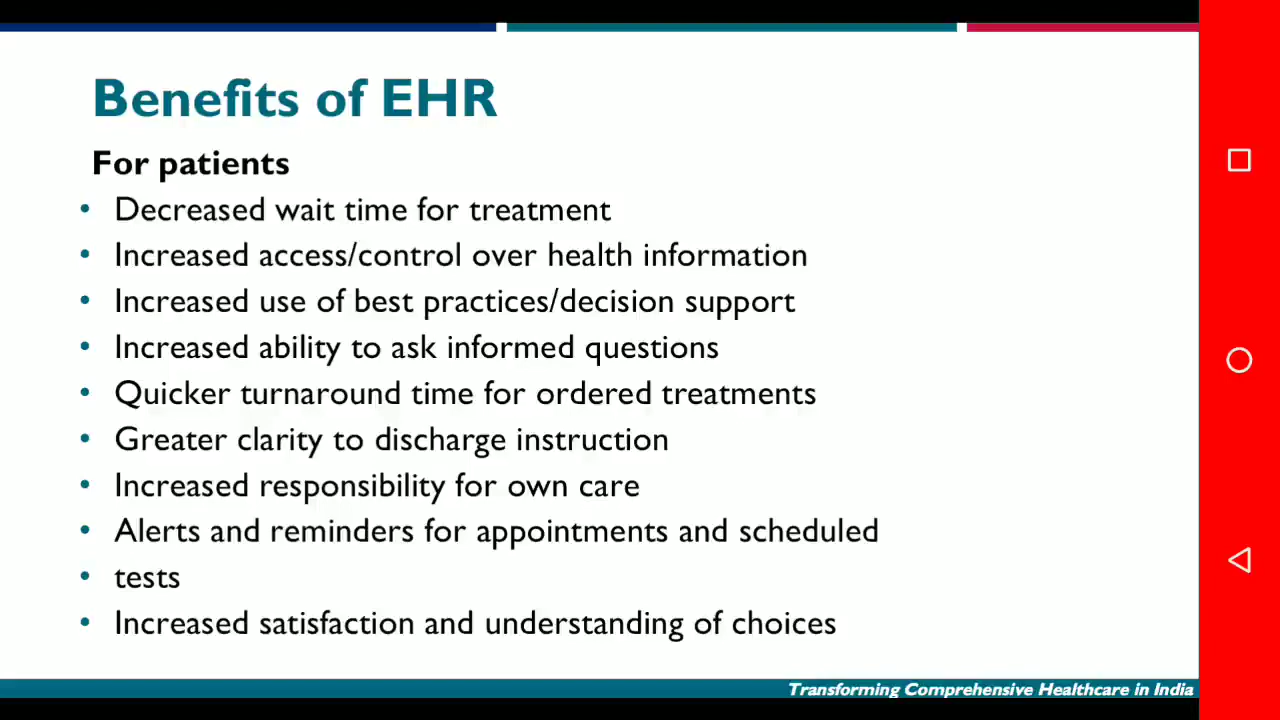 Benefits of EHR
For patients
• Decreased wait time for treatment
• Increased access/control over health information
• Increased use of best practices/decision support
• Increased ability to ask informed questions
• Quicker turnaround time for ordered treatments
• Greater clarity to discharge instruction
• Increased responsibility for own care
• Alerts and reminders for appointments and scheduled
• tests
• Increased satisfaction and understanding of choices
Transforming Comprehensive Healthcare in India